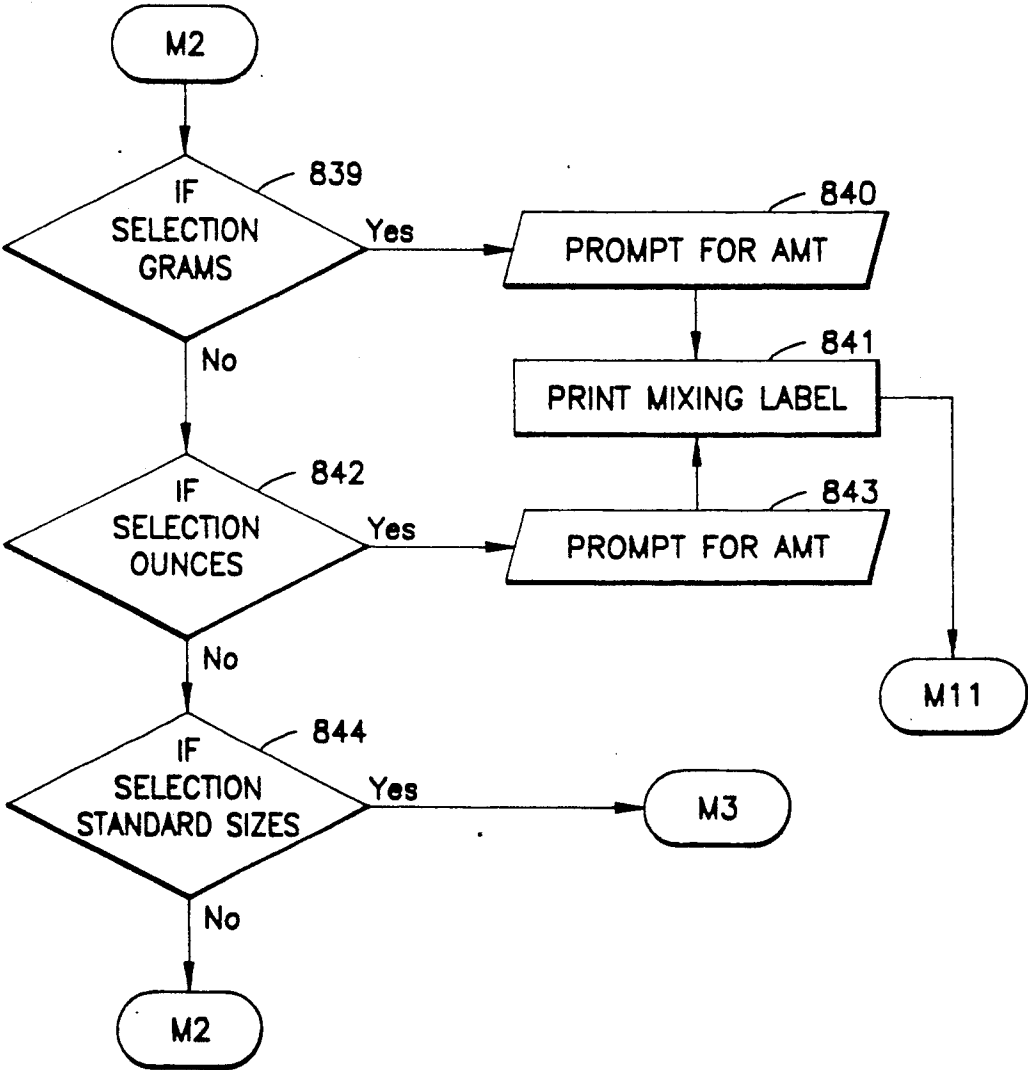 M2
839
IF
SELECTION
GRAMS
Yes
840
PROMPT FOR AMT
No
841
PRINT MIXING LABEL
842
IF
SELECTION
OUNCES
Yes
843
PROMPT FOR AMT
No
M11
844
IF
SELECTION
STANDARD SIZES
Yes
M3
No
M2